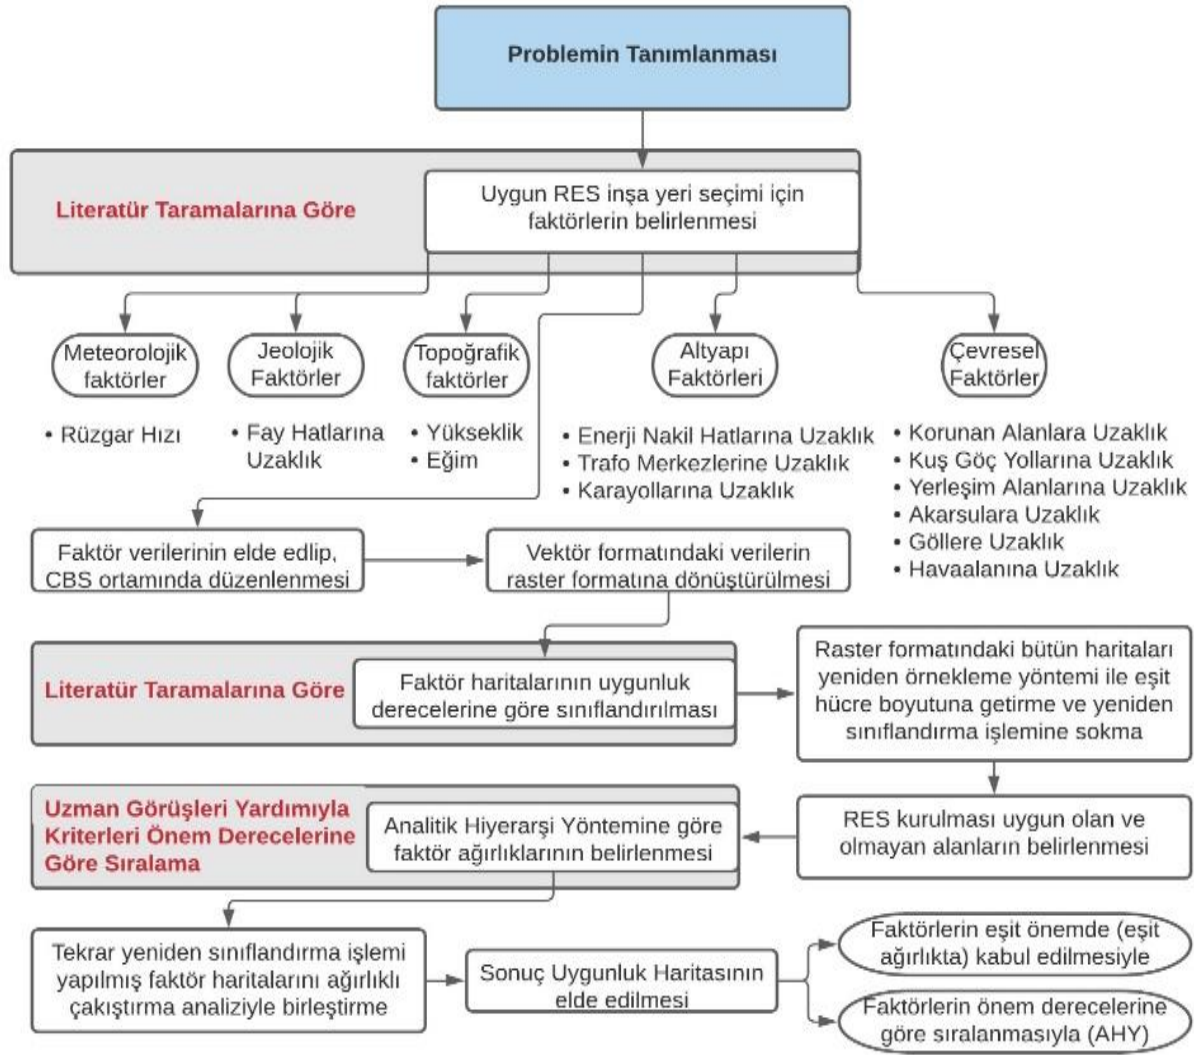 Problemin Tanımlanması
Literatür Taramalarına Göre
Uygun RES inşa yeri seçimi için
faktörlerin belirlenmesi
Meteorolojik
faktörler
• Rüzgar Hızı
Jeolojik
Faktörler
• Fay Hatlarına
Uzaklık
Topoğrafik
faktörler
• Yükseklik
• Eğim
Altyapı
Faktörleri
• Enerji Nakil Hatlarına Uzaklık
• Trafo Merkezlerine Uzaklık
• Karayollarına Uzaklık
Çevresel
Faktörler
• Korunan Alanlara Uzaklık
• Kuş Göç Yollarına Uzaklık
• Yerleşim Alanlarına Uzaklık
• Akarsulara Uzaklık
• Göllere Uzaklık
• Havaalanına Uzaklık
Faktör verilerinin elde edlip,
CBS ortamında düzenlenmesi
Vektör formatındaki verilerin
raster formatına dönüştürülmesi
Literatür Taramalarına Göre
Faktör haritalarının uygunluk
derecelerine göre sınıflandırılması
Raster formatındaki bütün haritaları
yeniden örnekleme yöntemi ile eşit
hücre boyutuna getirme ve yeniden
sınıflandırma işlemine sokma
RES kurulması uygun olan ve
olmayan alanların belirlenmesi
Uzman Görüşleri Yardımıyla
Kriterleri Önem Derecelerine
Göre Sıralama
Analitik Hiyerarşi Yöntemine göre
faktör ağırlıklarının belirlenmesi
Tekrar yeniden sınıflandırma işlemi
yapılmış faktör haritalarını ağırlıklı
çakıştırma analiziyle birleştirme
Sonuç Uygunluk Haritasının
elde edilmesi
Faktörlerin eşit önemde (eşit
ağırlıkta) kabul edilmesiyle
Faktörlerin önem derecelerine
göre sıralanmasıyla (AHY)